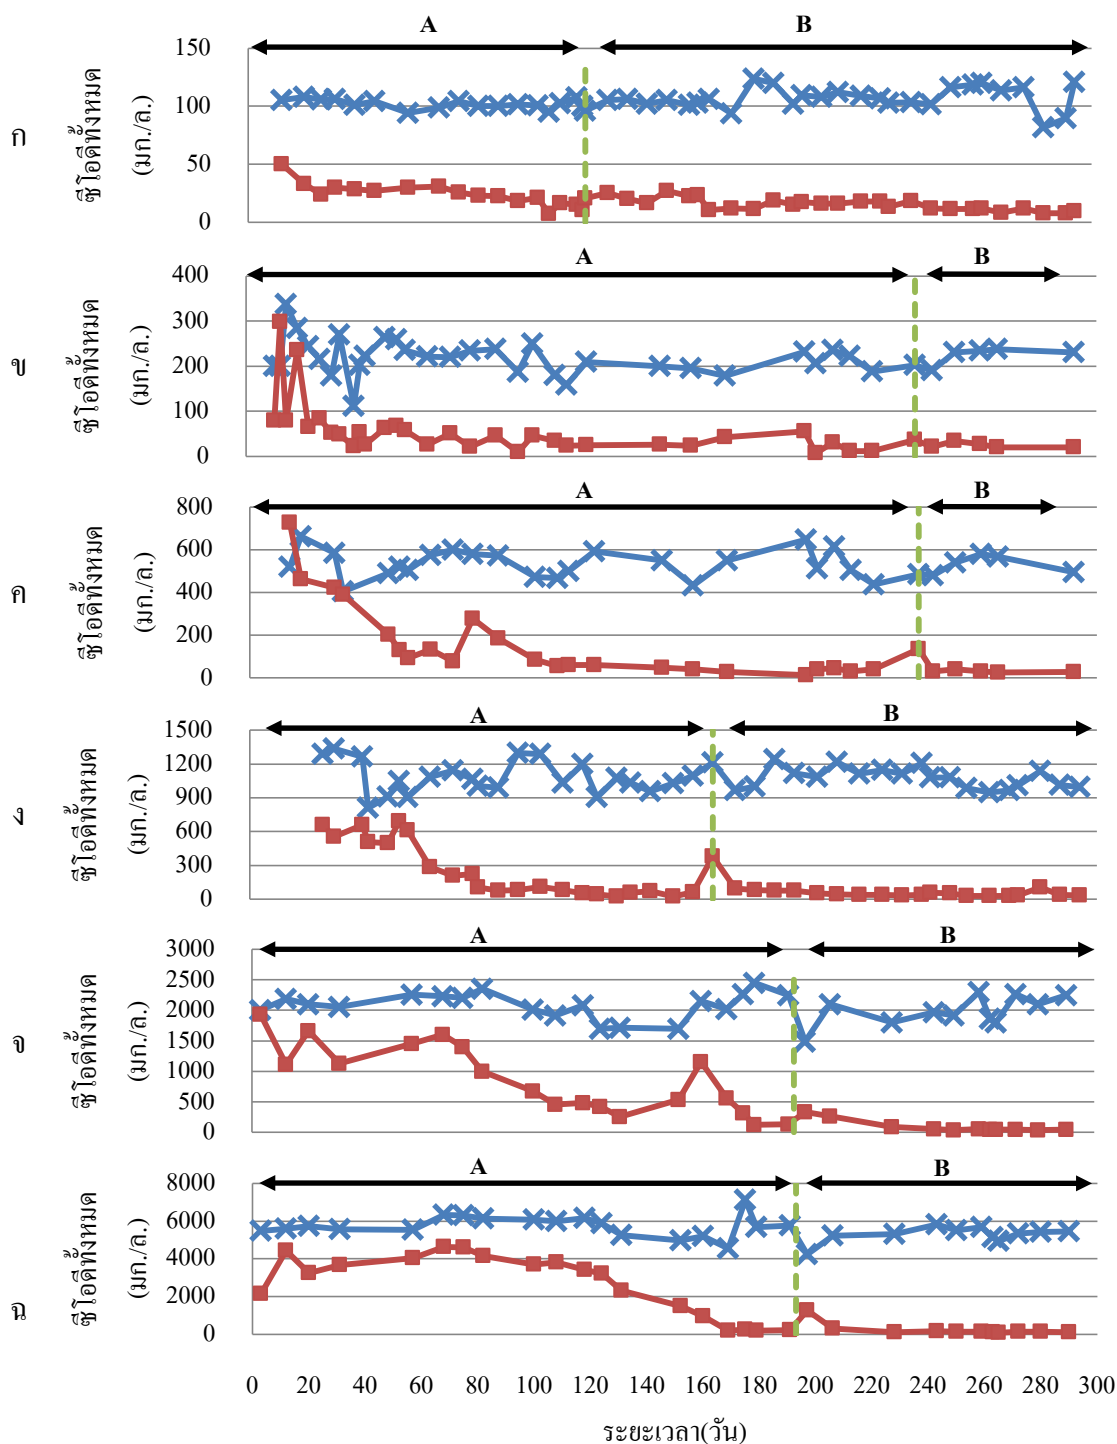 A B
150
100
50
0
ก
ซีโอดีทั้งหมด
(มก./ล.)
A B
400
300
200
100
0
ข
ซีโอดีทั้งหมด
(มก./ล.)
A B
800
600
400
200
0
ค
ซีโอดีทั้งหมด
(มก./ล.)
A B
1500
1200
900
600
300
0
ง
ซีโอดีทั้งหมด
(มก./ล.)
A B
3000
2500
2000
1500
1000
500
0
จ
ซีโอดีทั้งหมด
(มก./ล.)
A B
8000
6000
4000
2000
0
ฉ
ซีโอดีทั้งหมด
(มก./ล.)
0 20 40 60 80 100 120 140 160 180 200 220 240 260 280 300
ระยะเวลา(วัน)